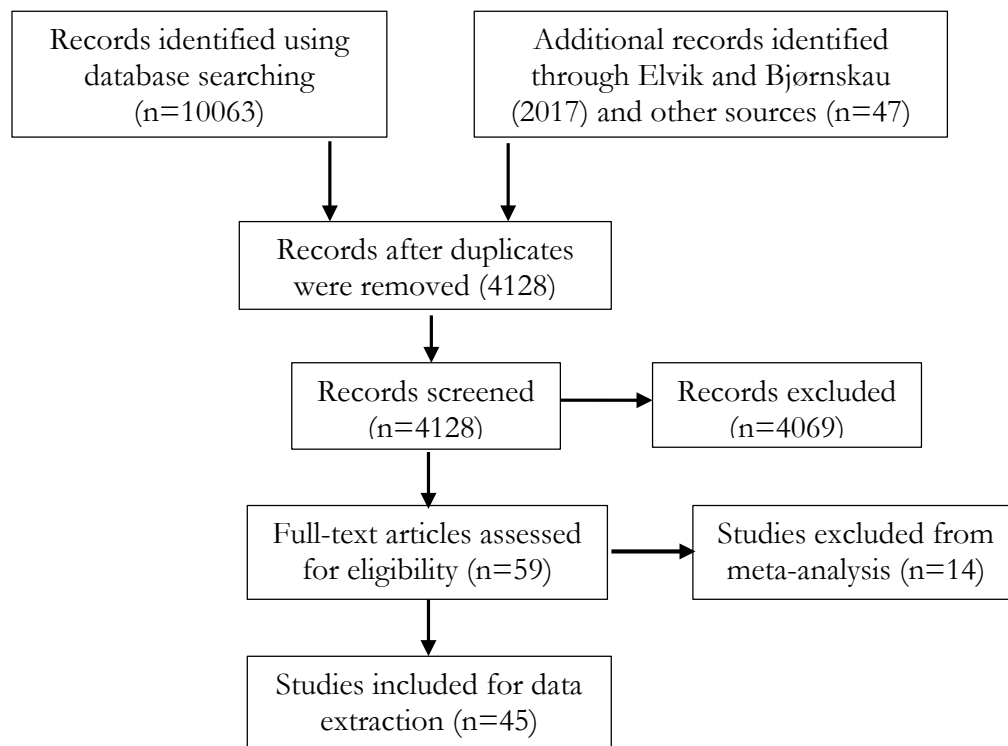 Records identified using
database searching
(n=10063)
Additional records identified
through Elvik and Bjørnskau
(2017) and other sources (n=47)
Records after duplicates
were removed (4128)
Records screened
(n=4128)
Records excluded
(n=4069)
Full-text articles assessed
for eligibility (n=59)
Studies excluded from
meta-analysis (n=14)
Studies included for data
extraction (n=45)